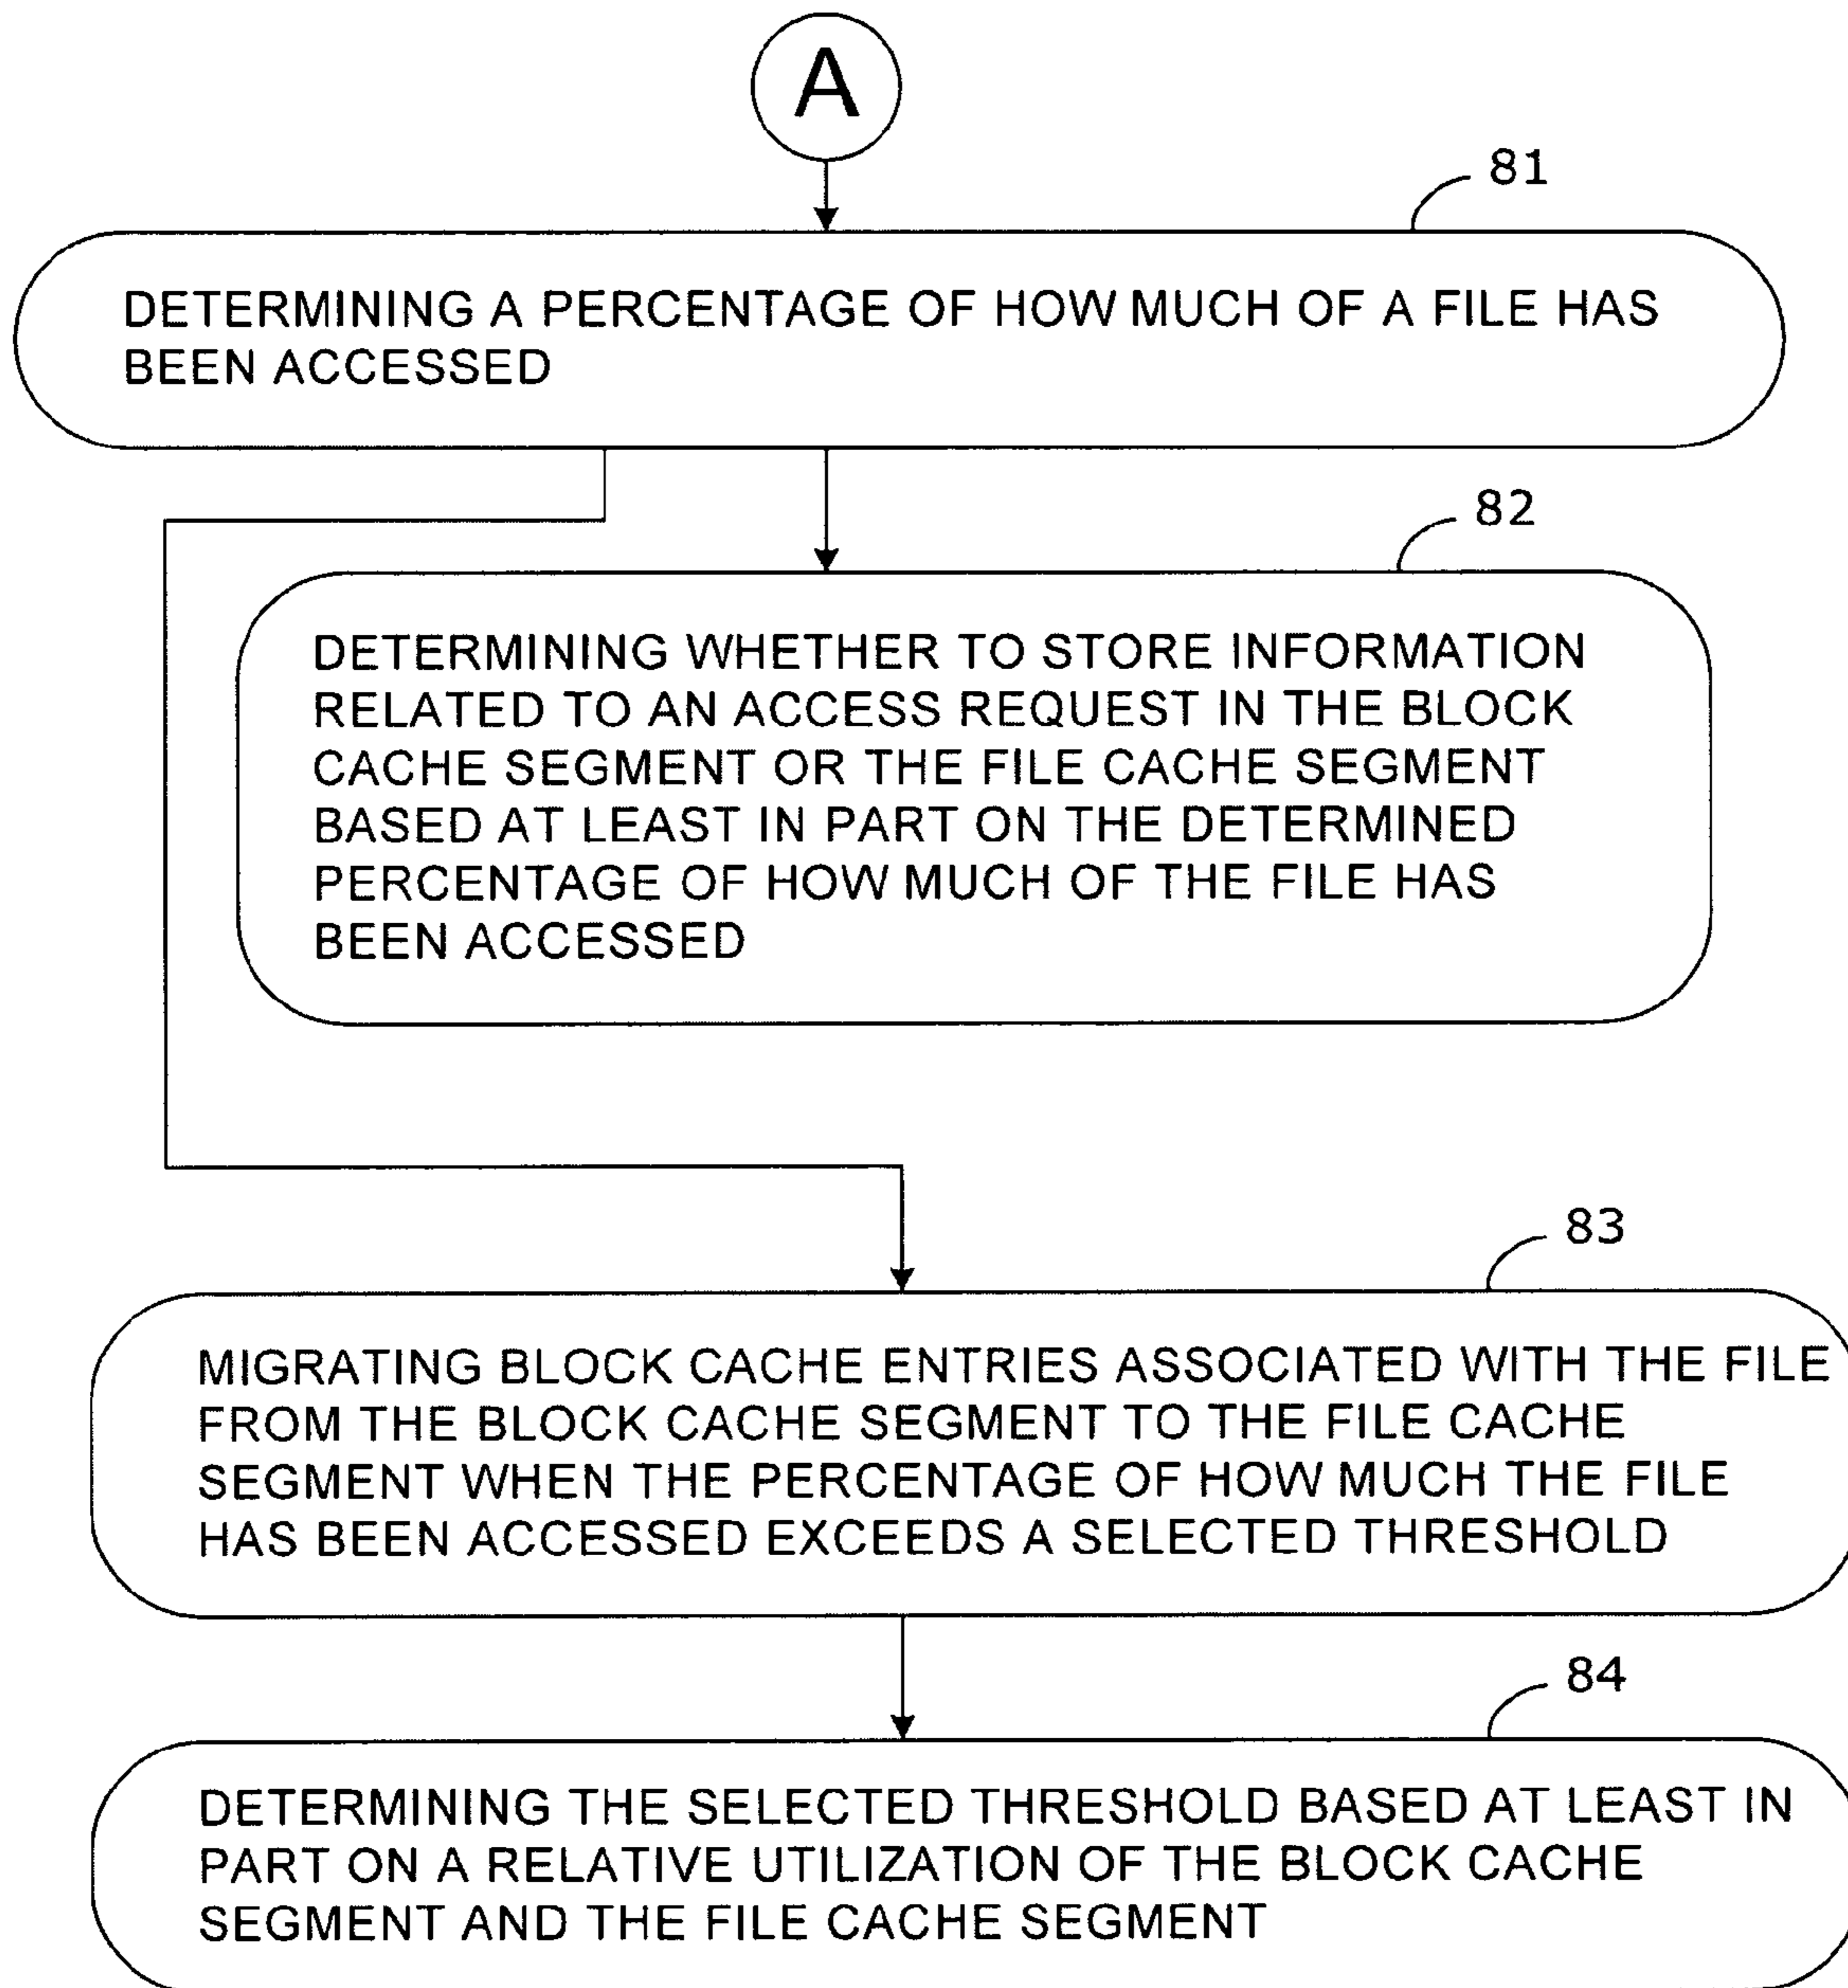 A
81
DETERMINING A PERCENTAGE OF HOW MUCH OF A FILE HAS
BEEN ACCESSED
82
DETERMINING WHETHER TO STORE INFORMATION
RELATED TO AN ACCESS REQUEST IN THE BLOCK
CACHE SEGMENT OR THE FILE CACHE SEGMENT
BASED AT LEAST IN PART ON THE DETERMINED
PERCENTAGE OF HOW MUCH OF THE FILE HAS
BEEN ACCESSED
83
MIGRATING BLOCK CACHE ENTRIES ASSOCIATED WITH THE FILE
FROM THE BLOCK CACHE SEGMENT TO THE FILE CACHE
SEGMENT WHEN THE PERCENTAGE OF HOW MUCH THE FILE
HAS BEEN ACCESSED EXCEEDS A SELECTED THRESHOLD
84
DETERMINING THE SELECTED THRESHOLD BASED AT LEAST IN
PART ON A RELATIVE UTILIZATION OF THE BLOCK CACHE
SEGMENT AND THE FILE CACHE SEGMENT